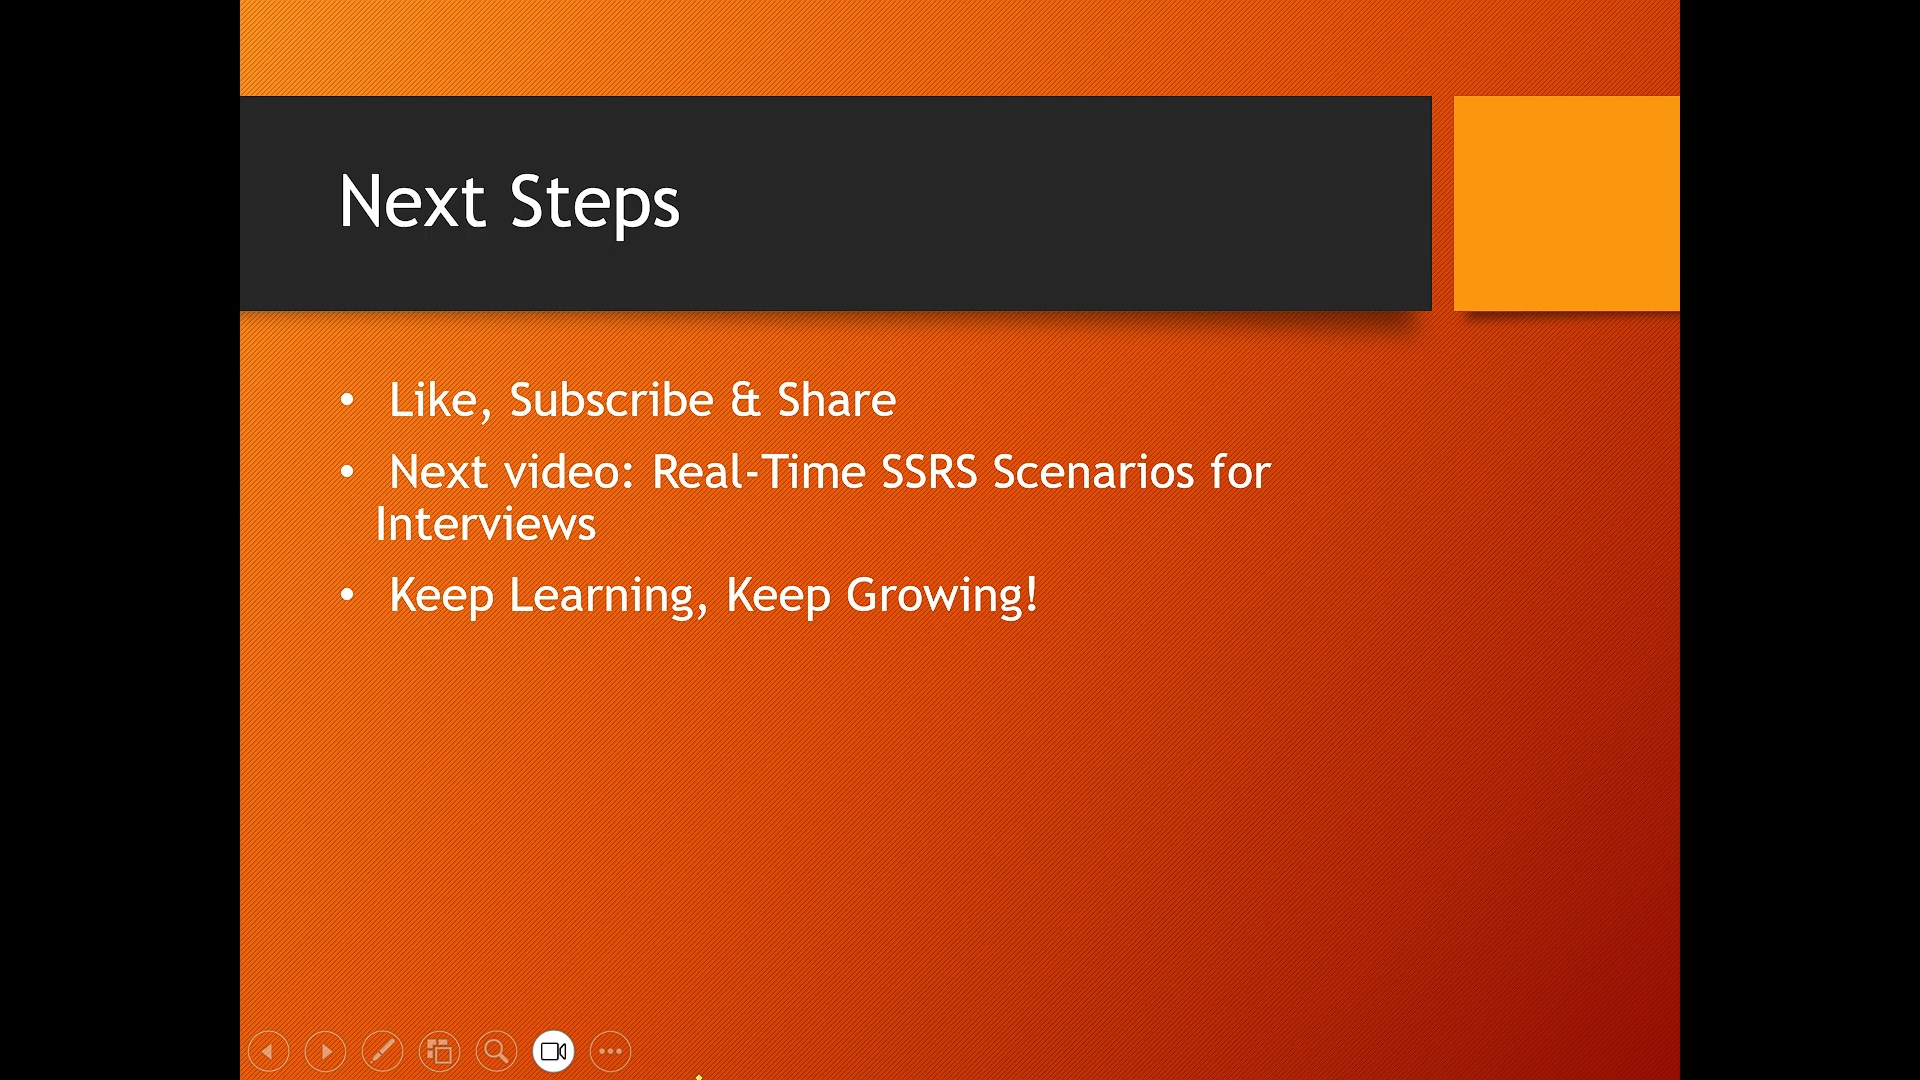 Next Steps
• Like, Subscribe & Share
• Next video: Real-Time SSRS Scenarios for
Interviews
• Keep Learning, Keep Growing!